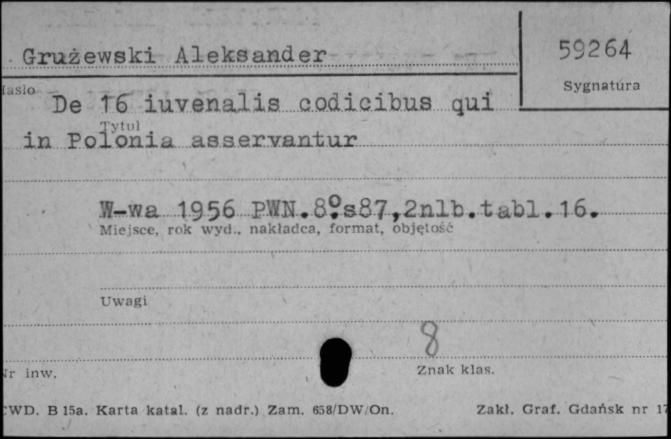 Grużewski Aleksander
59264
Sygnatura
Hasło
De 16 iuvenalis codicibus qui
Tytuł
in Polonia asservantur
W-wa 1956 PWN.8°.s87,2nlb.tabl.16.
Miejsce, rok wyd., nakładca, format, objętość
Uwagi
8
Nr inw.
Znak klas.
CWD. B 15a. Karta katal. (z nadr.) Zam. 658/DW/On.
Zakł. Graf. Gdańsk nr 17